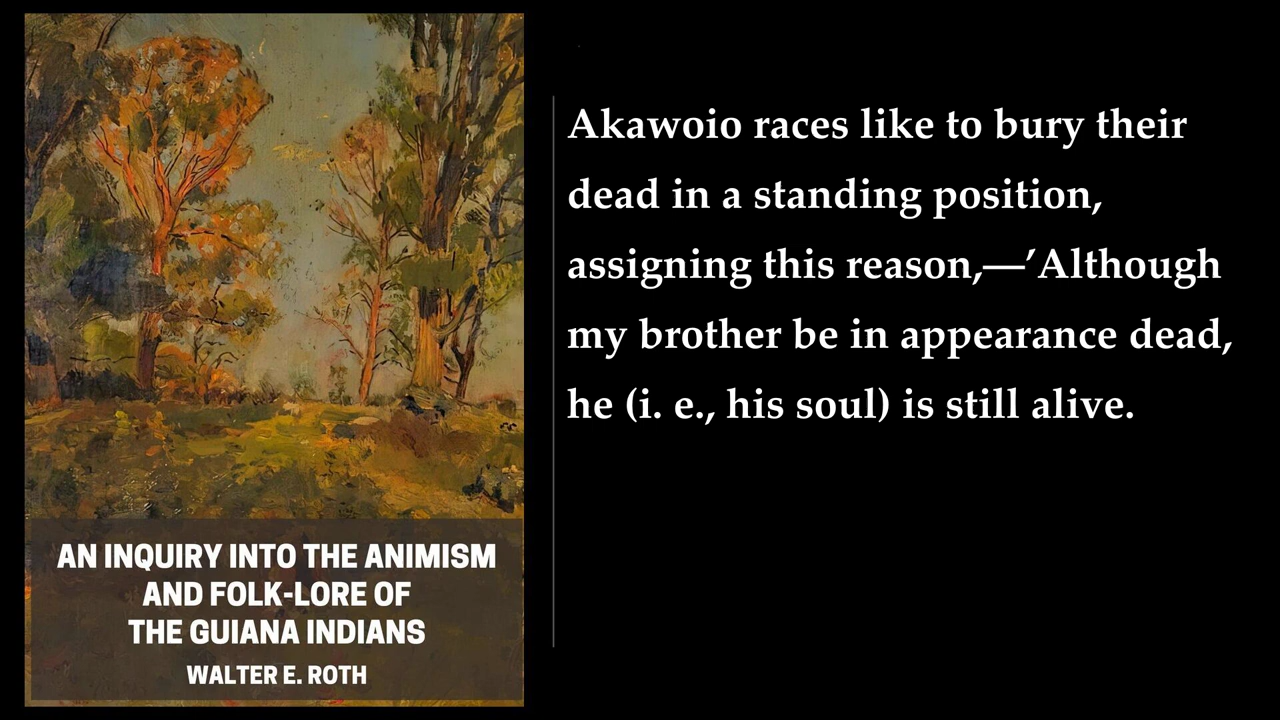 Akawoio races like to bury their
dead in a standing position,
assigning this reason,—’Although
my brother be in appearance dead,
he (i. e., his soul) is still alive.
AN INQUIRY INTO THE ANIMISM
AND FOLK-LORE OF
THE GUIANA INDIANS
WALTER E. ROTH